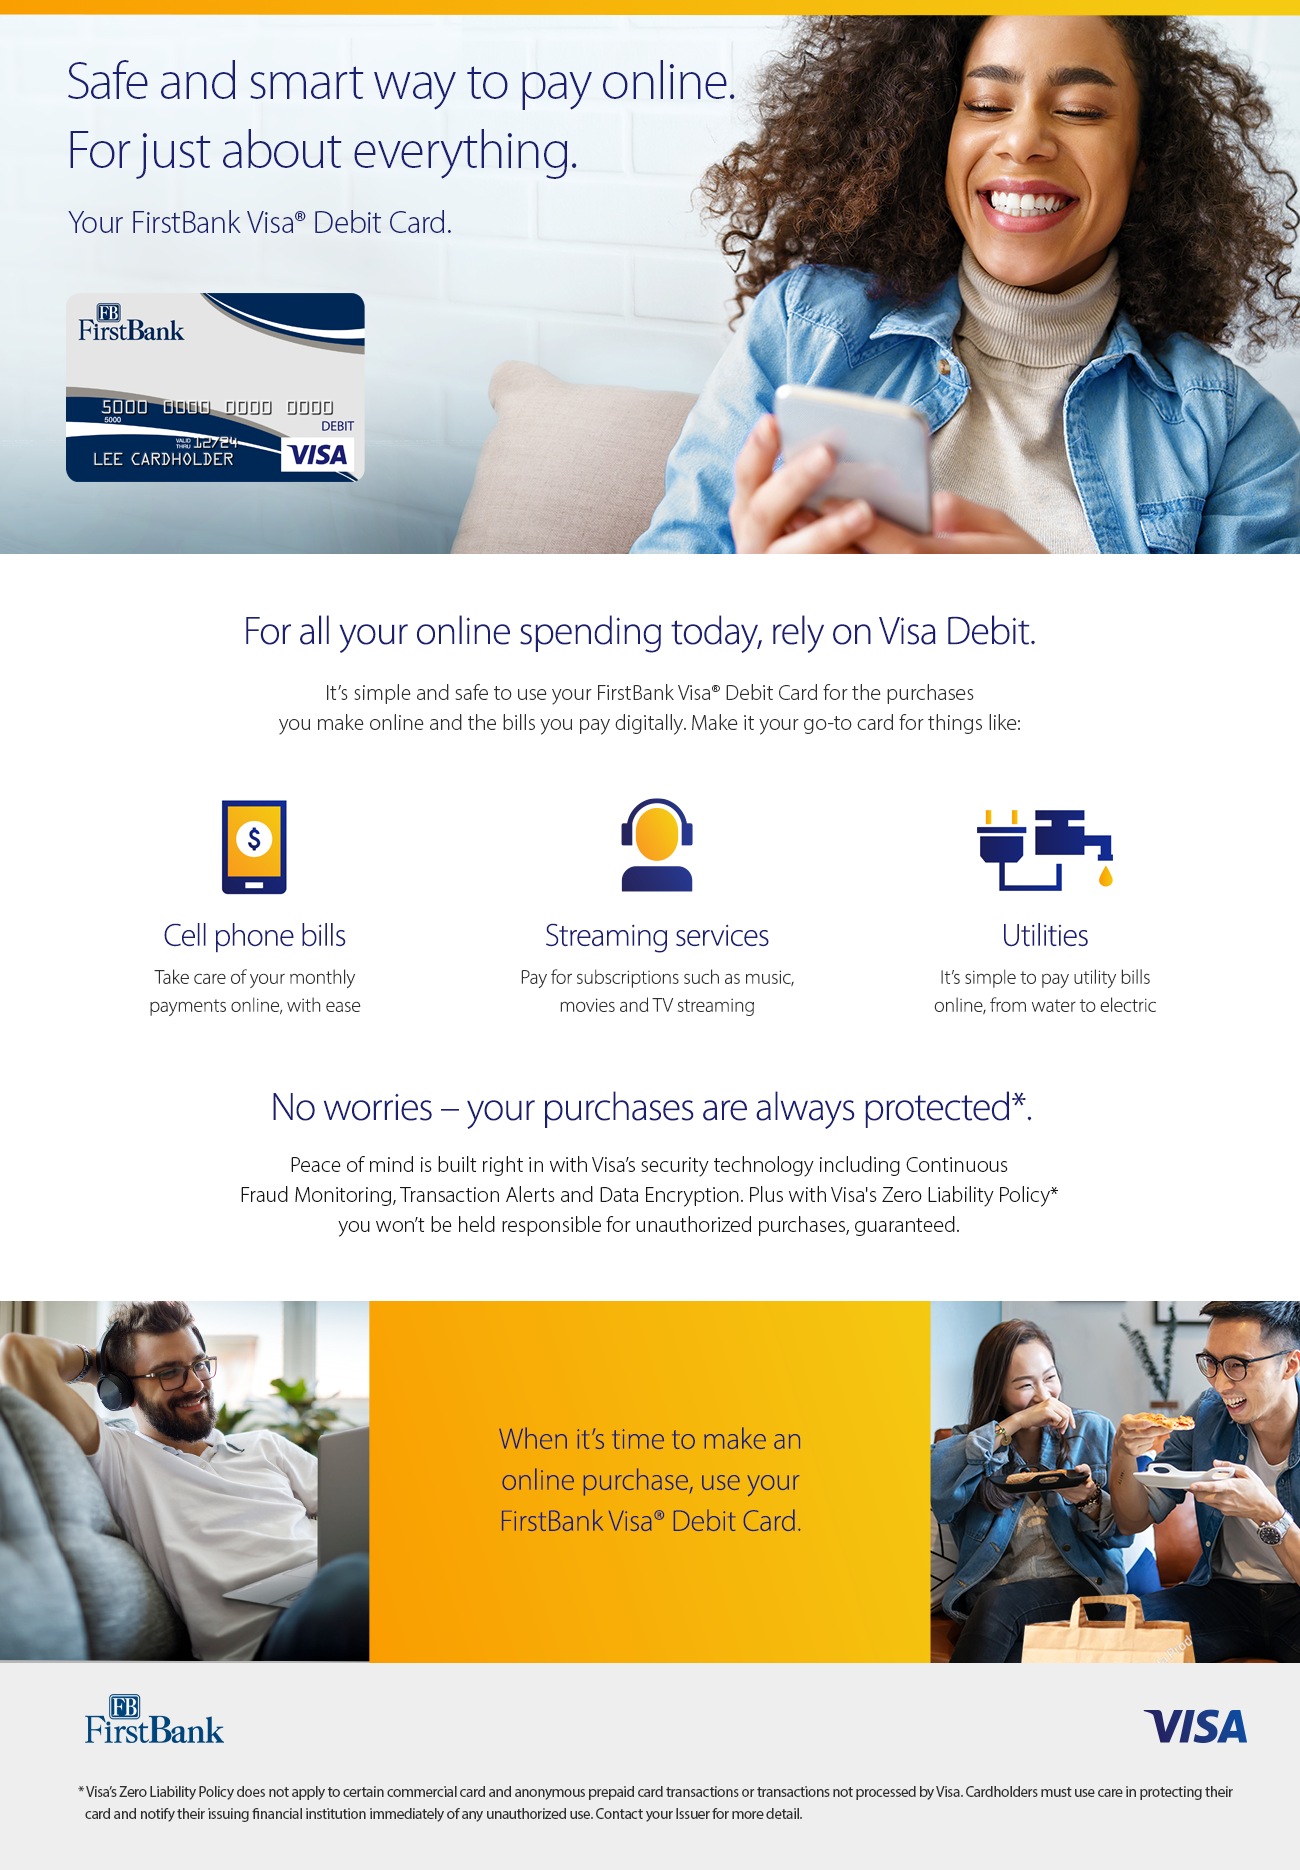 Safe and smart way to pay online.
For just about everything.
Your FirstBank Visa® Debit Card.
FB
FirstBank
5000 0000 0000 0000
5000
DEBIT
VALID
THRU 12/24
LEE CARDHOLDER
VISA
For all your online spending today, rely on Visa Debit.
It's simple and safe to use your FirstBank Visa® Debit Card for the purchases
you make online and the bills you pay digitally. Make it your go-to card for things like:
$
Cell phone bills
Take care of your monthly
payments online, with ease
Streaming services
Pay for subscriptions such as music,
movies and TV streaming
Utilities
It's simple to pay utility bills
online, from water to electric
No worries – your purchases are always protected*.
Peace of mind is built right in with Visa's security technology including Continuous
Fraud Monitoring, Transaction Alerts and Data Encryption. Plus with Visa's Zero Liability Policy*
you won't be held responsible for unauthorized purchases, guaranteed.
When it's time to make an
online purchase, use your
FirstBank Visa® Debit Card.
FB
FirstBank
VISA
* Visa's Zero Liability Policy does not apply to certain commercial card and anonymous prepaid card transactions or transactions not processed by Visa. Cardholders must use care in protecting their
card and notify their issuing financial institution immediately of any unauthorized use. Contact your Issuer for more detail.